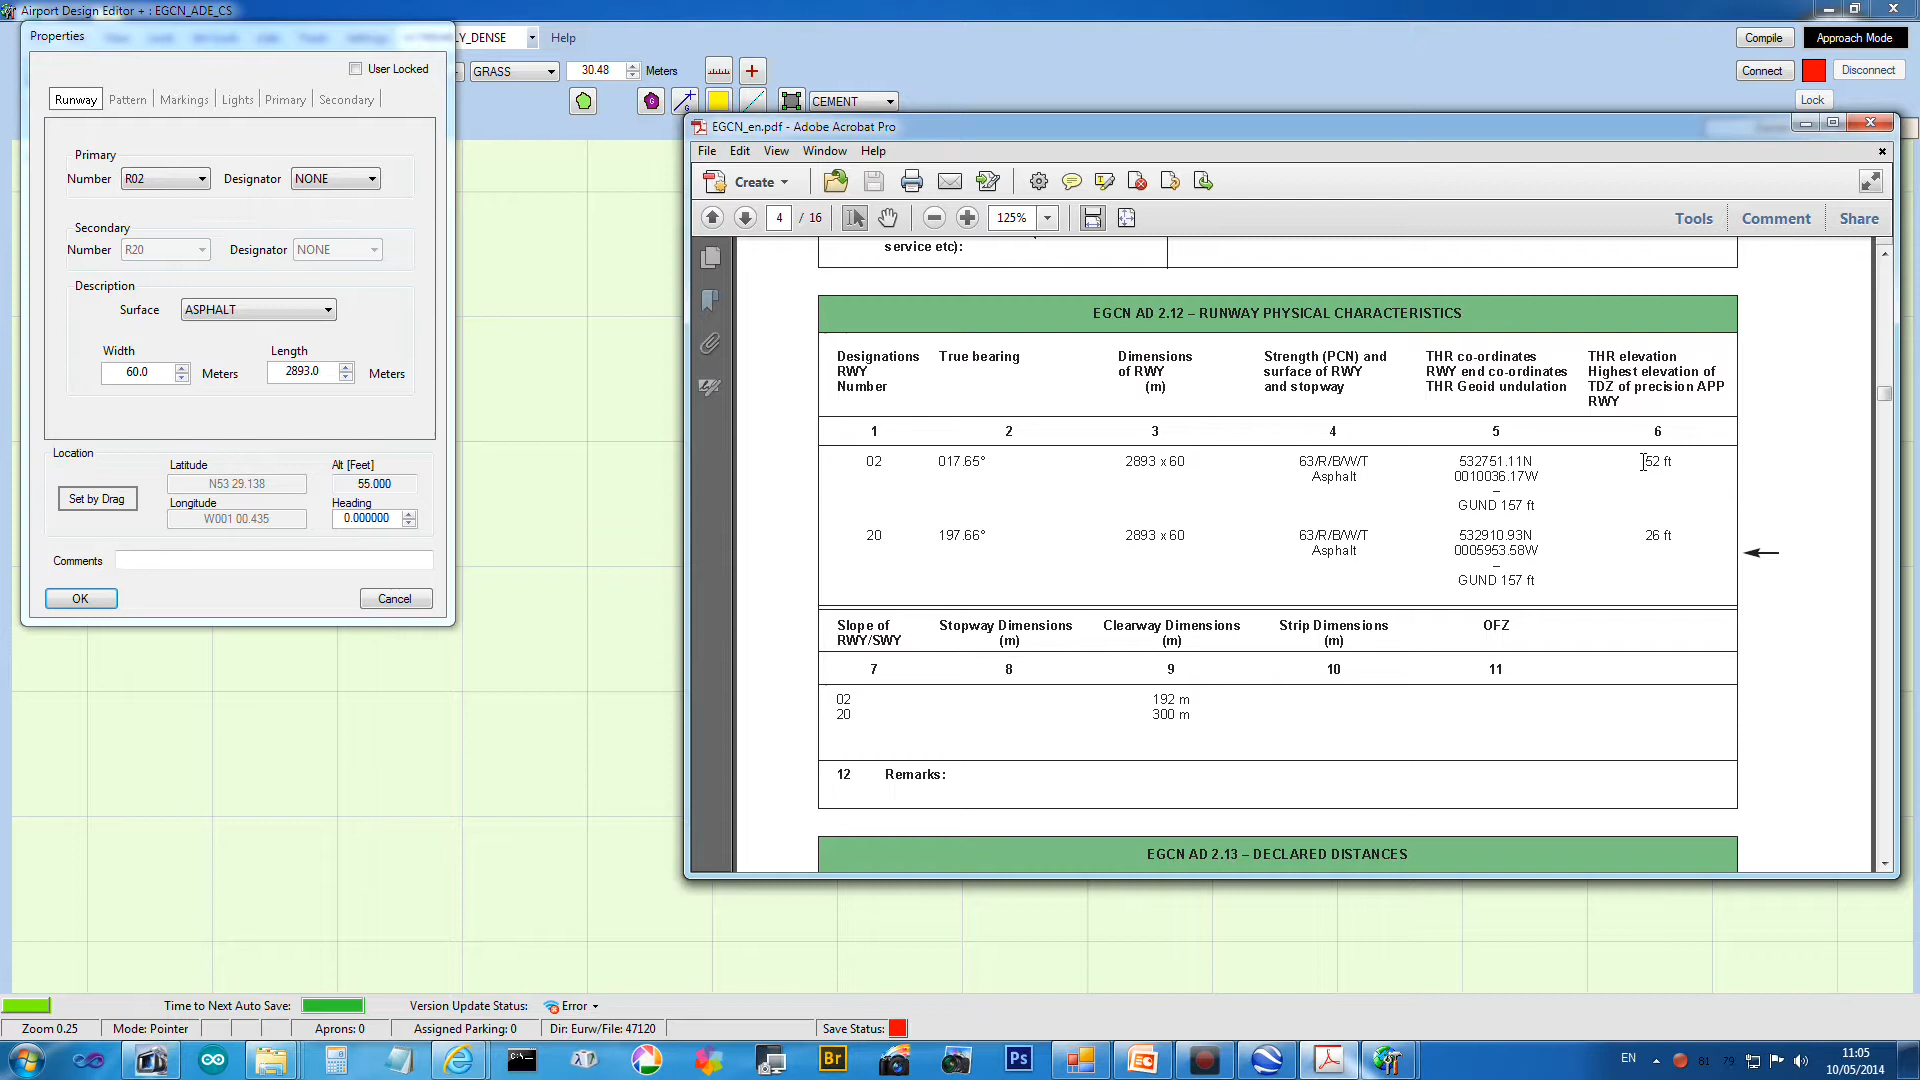 Airport Design Editor + : EGCN_ADE_CS
Properties
LY_DENSE
Help
Compile
Approach Mode
User Locked
GRASS
30.48
Meters
Connect
Disconnect
Runway
Pattern
Markings
Lights
Primary
Secondary
CEMENT
Lock
Primary
Number
R02
Designator
NONE
Secondary
Number
R20
Designator
NONE
Description
Surface
ASPHALT
Width
Length
60.0
Meters
2893.0
Meters
Location
Latitude
Alt [Feet]
Set by Drag
N53 29.138
55.000
Longitude
Heading
W001 00.435
0.000000
Comments
OK
Cancel
EGCN_en.pdf - Adobe Acrobat Pro
File Edit View Window Help
Create
4 / 16
125%
Tools
Comment
Share
service etc):
EGCN AD 2.12 – RUNWAY PHYSICAL CHARACTERISTICS
Designations
RWY
Number
True bearing
Dimensions
of RWY
(m)
Strength (PCN) and
surface of RWY
and stopway
THR co-ordinates
RWY end co-ordinates
THR Geoid undulation
THR elevation
Highest elevation of
TDZ of precision APP
RWY
1 2 3 4 5 6
02 017.65° 2893 x 60 63/R/B/W/T 532751.11N 52 ft
Asphalt 0010036.17W
–
GUND 157 ft
20 197.66° 2893 x 60 63/R/B/W/T 532910.93N 26 ft
Asphalt 0005953.58W
–
GUND 157 ft
Slope of
RWY/SWY
Stopway Dimensions
(m)
Clearway Dimensions
(m)
Strip Dimensions
(m)
OFZ
7 8 9 10 11
02 192 m
20 300 m
12 Remarks:
EGCN AD 2.13 – DECLARED DISTANCES
Time to Next Auto Save:
Version Update Status:
Error
Zoom 0.25
Mode: Pointer
Aprons: 0
Assigned Parking: 0
Dir: Eurw/File: 47120
Save Status:
Br
Ps
EN
81
79
11:05
10/05/2014